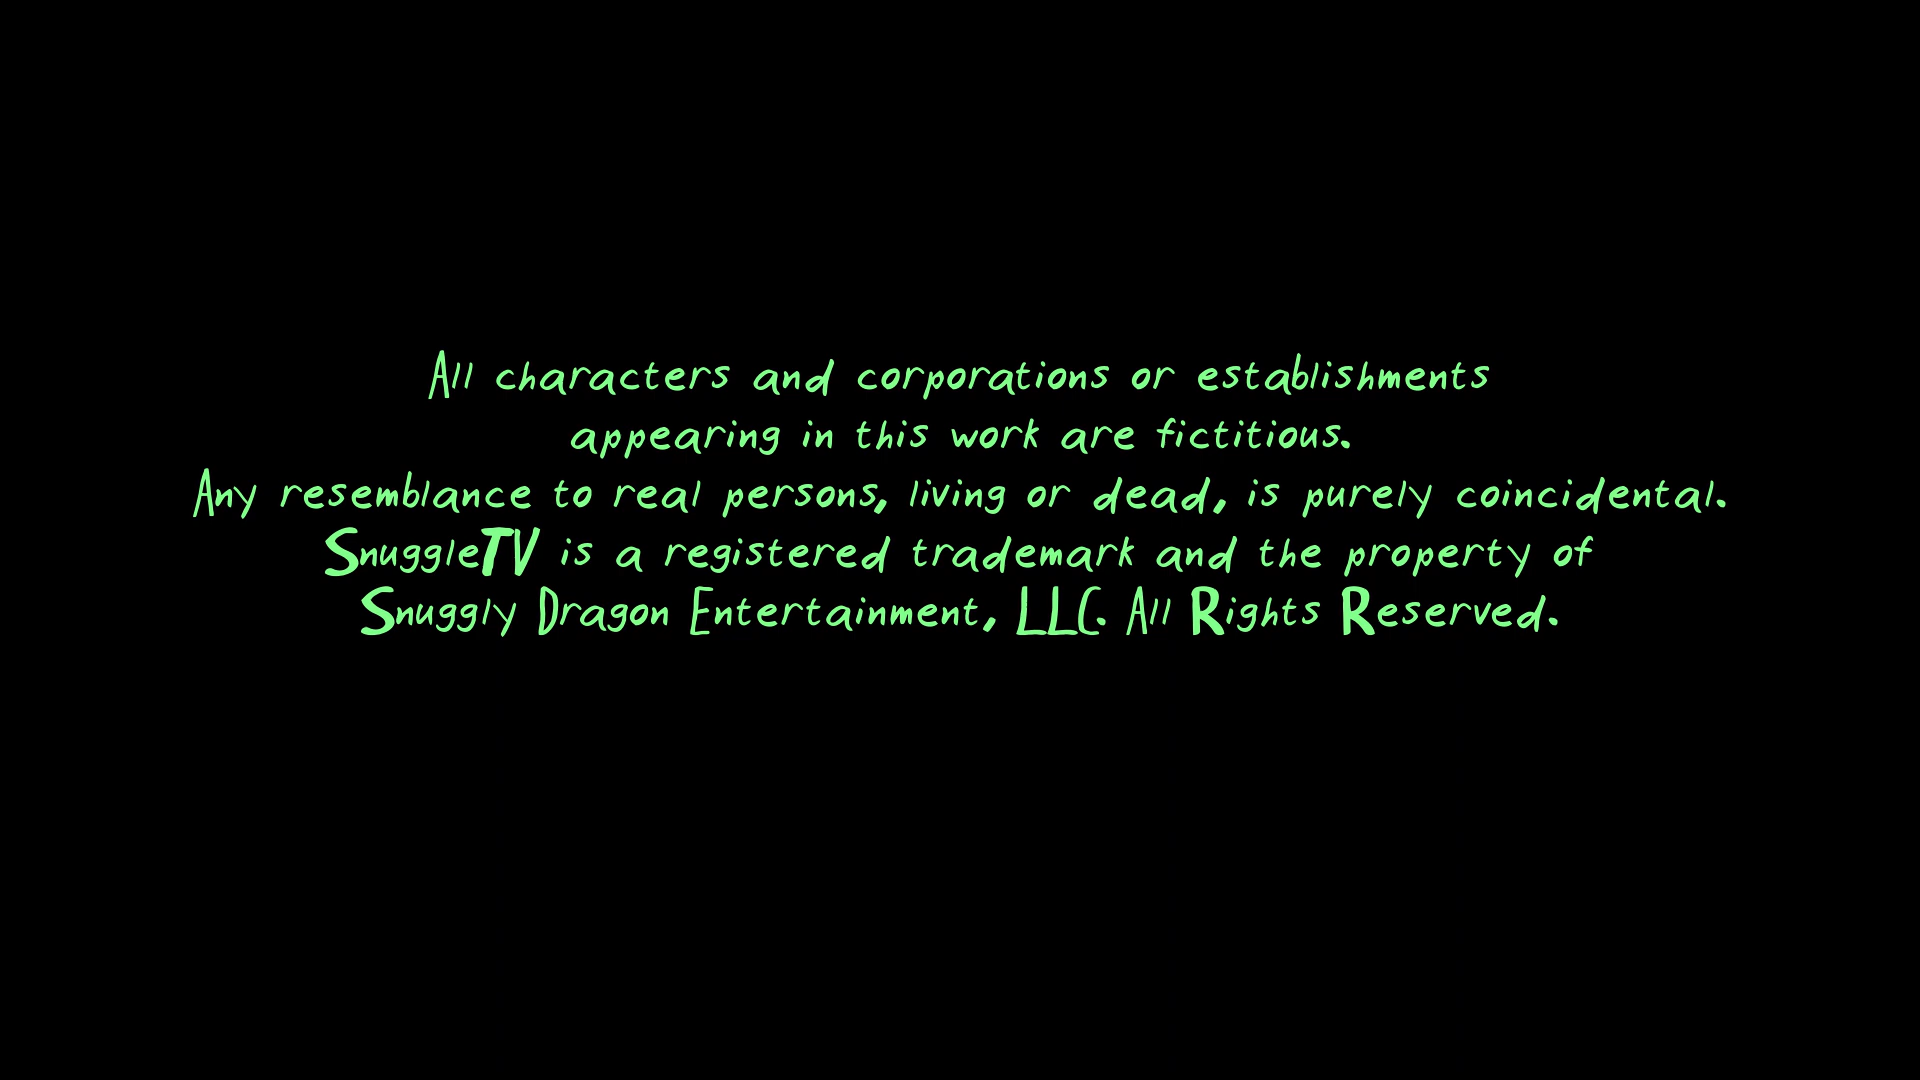 All characters and corporations or establishments
appearing in this work are fictitious.
Any resemblance to real persons, living or dead, is purely coincidental.
SnuggleTV is a registered trademark and the property of
Snuggly Dragon Entertainment, LLC. All Rights Reserved.